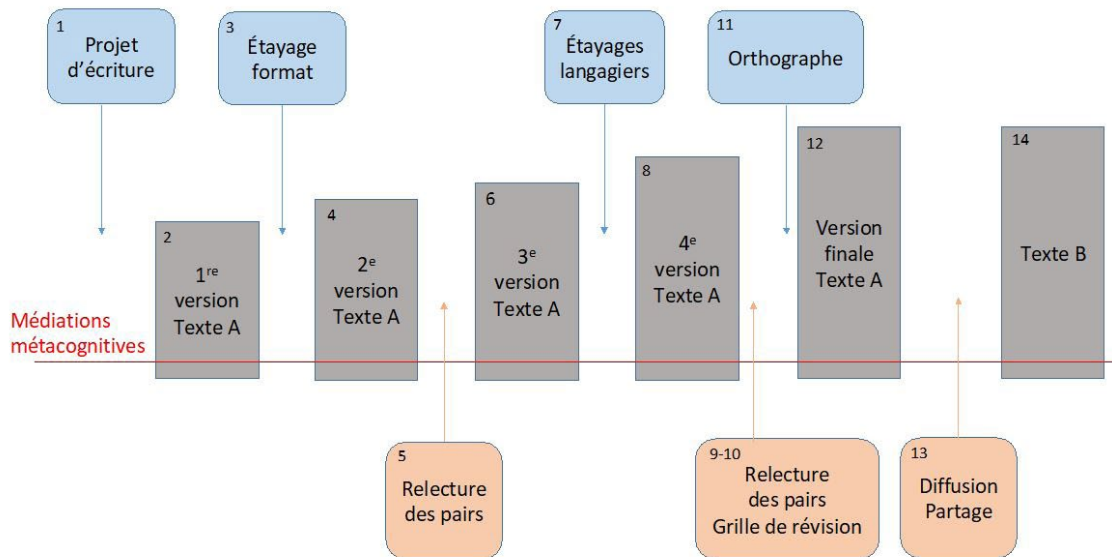 1
Projet
d'écriture
3
Étayage
format
7
Étayages
langagiers
11
Orthographe
2
1re
version
Texte A
4
2e
version
Texte A
6
3e
version
Texte A
8
4e
version
Texte A
12
Version
finale
Texte A
14
Texte B
Médiations
métacognitives
5
Relecture
des pairs
9-10
Relecture
des pairs
Grille de révision
13
Diffusion
Partage